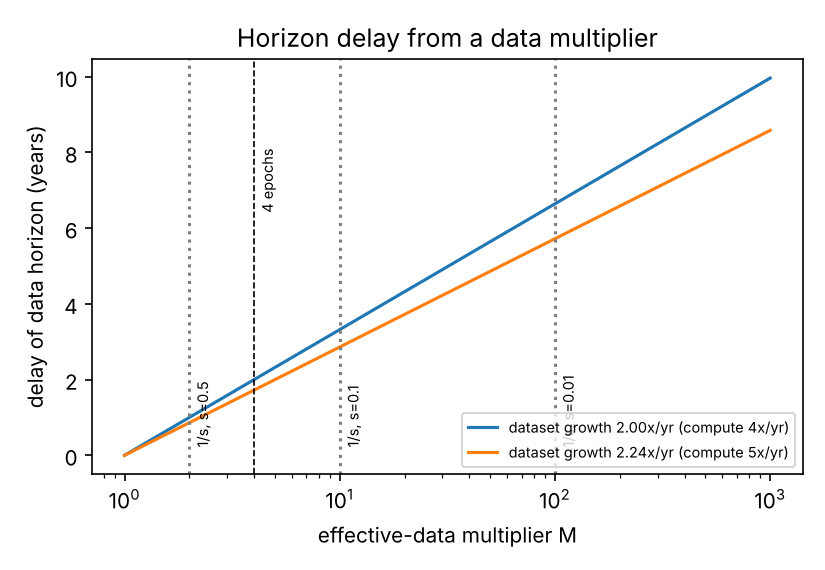 Horizon delay from a data multiplier
delay of data horizon (years)
10
8
6
4
2
0
4 epochs
1/s, s=0.5
1/s, s=0.1
1/s, s=0.01
dataset growth 2.00x/yr (compute 4x/yr)
dataset growth 2.24x/yr (compute 5x/yr)
10⁰
10¹
10²
10³
effective-data multiplier M